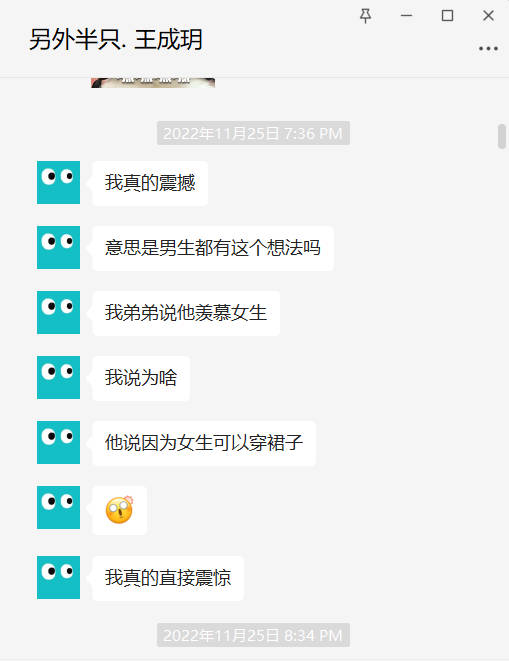 另外半只. 王成玥
2022年11月25日 7:36 PM
我真的震撼
意思是男生都有这个想法吗
我弟弟说他羡慕女生
我说为啥
他说因为女生可以穿裙子
我真的直接震惊
2022年11月25日 8:34 PM